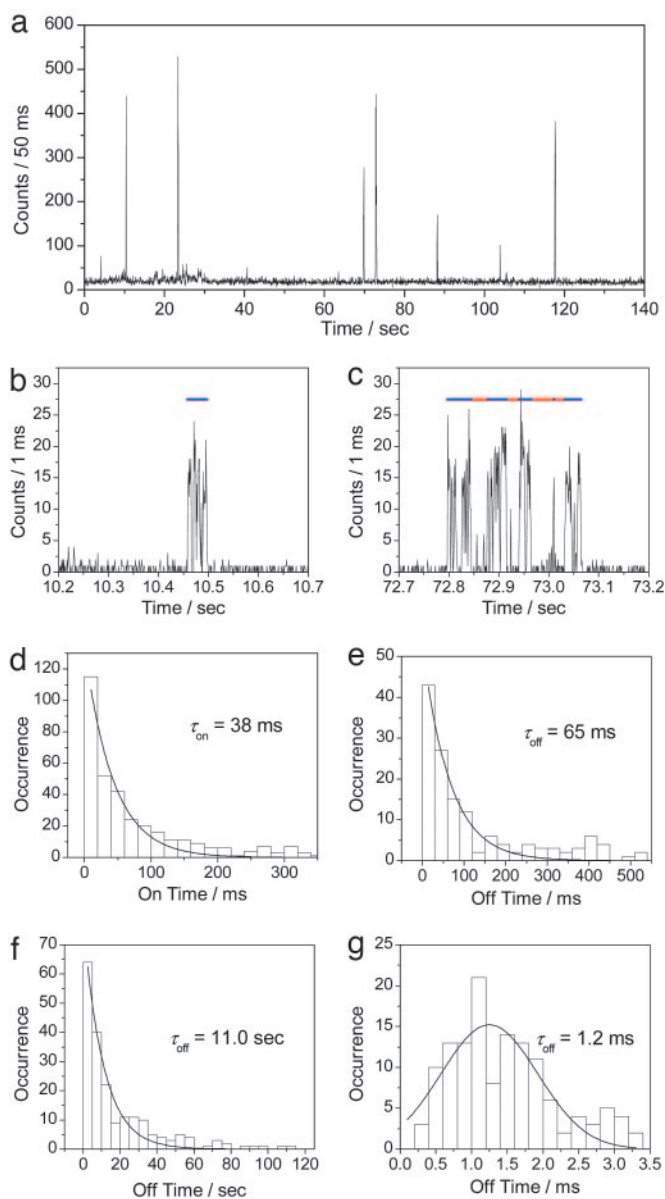 a
600
500
400
300
200
100
0
Counts / 50 ms
0 20 40 60 80 100 120 140
Time / sec
b
30
25
20
15
10
5
0
Counts / 1 ms
10.2 10.3 10.4 10.5 10.6 10.7
Time / sec
c
30
25
20
15
10
5
0
Counts / 1 ms
72.7 72.8 72.9 73.0 73.1 73.2
Time / sec
d
120
100
80
60
40
20
0
Occurrence
τon = 38 ms
0 100 200 300
On Time / ms
e
50
40
30
20
10
0
Occurrence
τoff = 65 ms
0 100 200 300 400 500
Off Time / ms
f
70
60
50
40
30
20
10
0
Occurrence
τoff = 11.0 sec
0 20 40 60 80 100 120
Off Time / sec
g
25
20
15
10
5
0
Occurrence
τoff = 1.2 ms
0.0 0.5 1.0 1.5 2.0 2.5 3.0 3.5
Off Time / ms